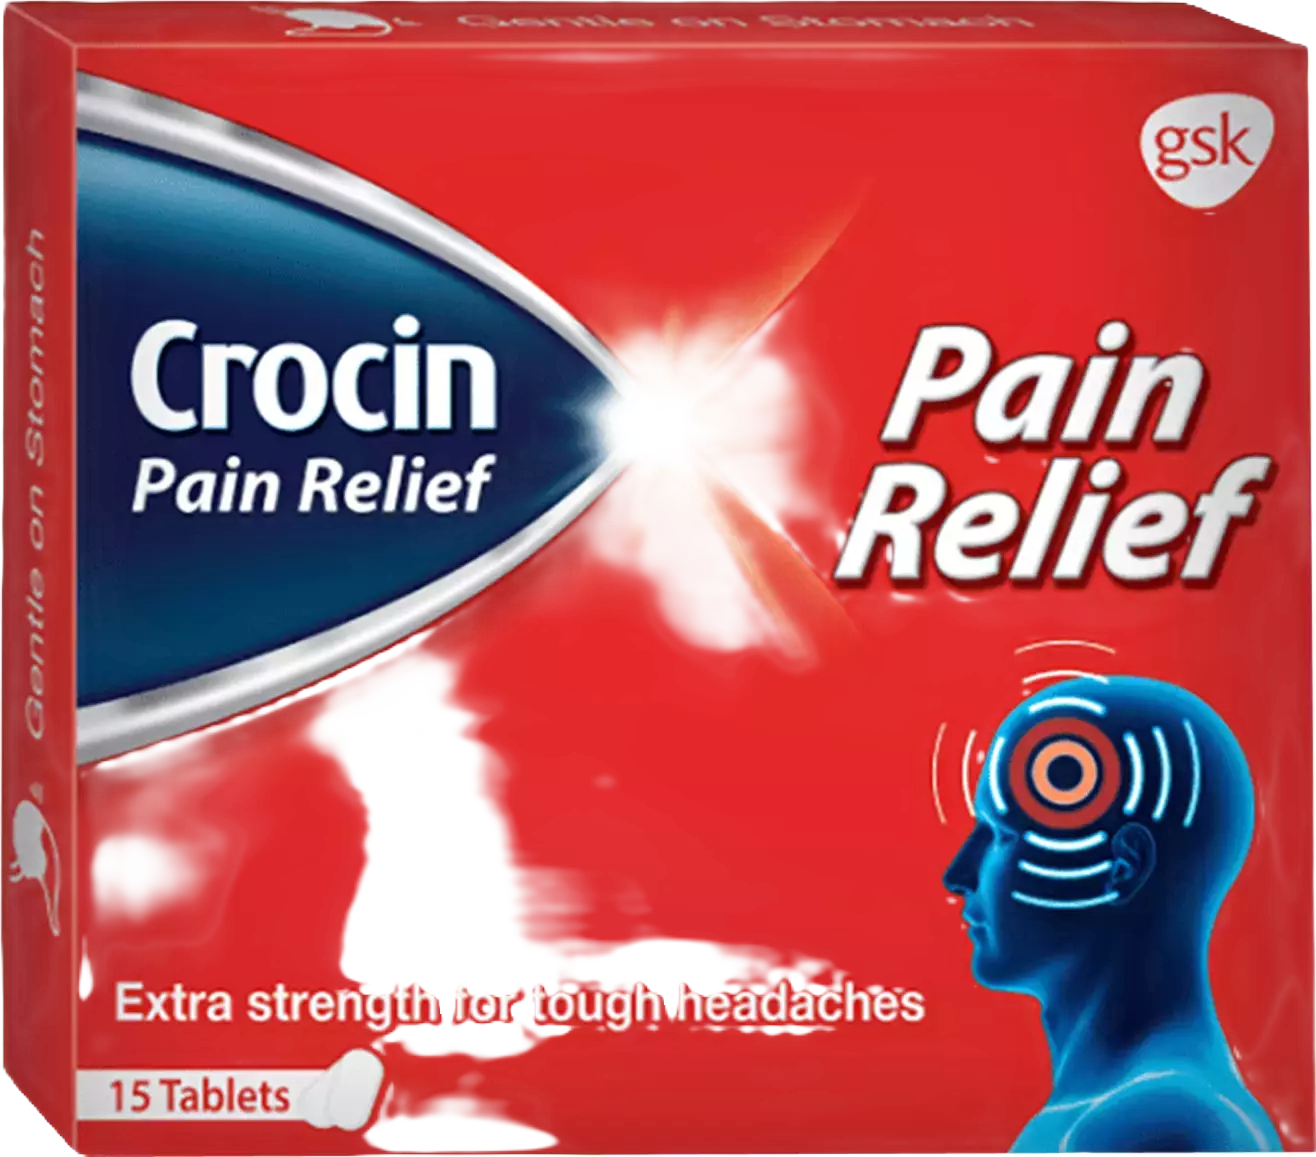 Gentle on Stomach
gsk
Gentle on Stomach
Crocin
Pain Relief
Pain
Relief
Extra strength for tough headaches
15 Tablets